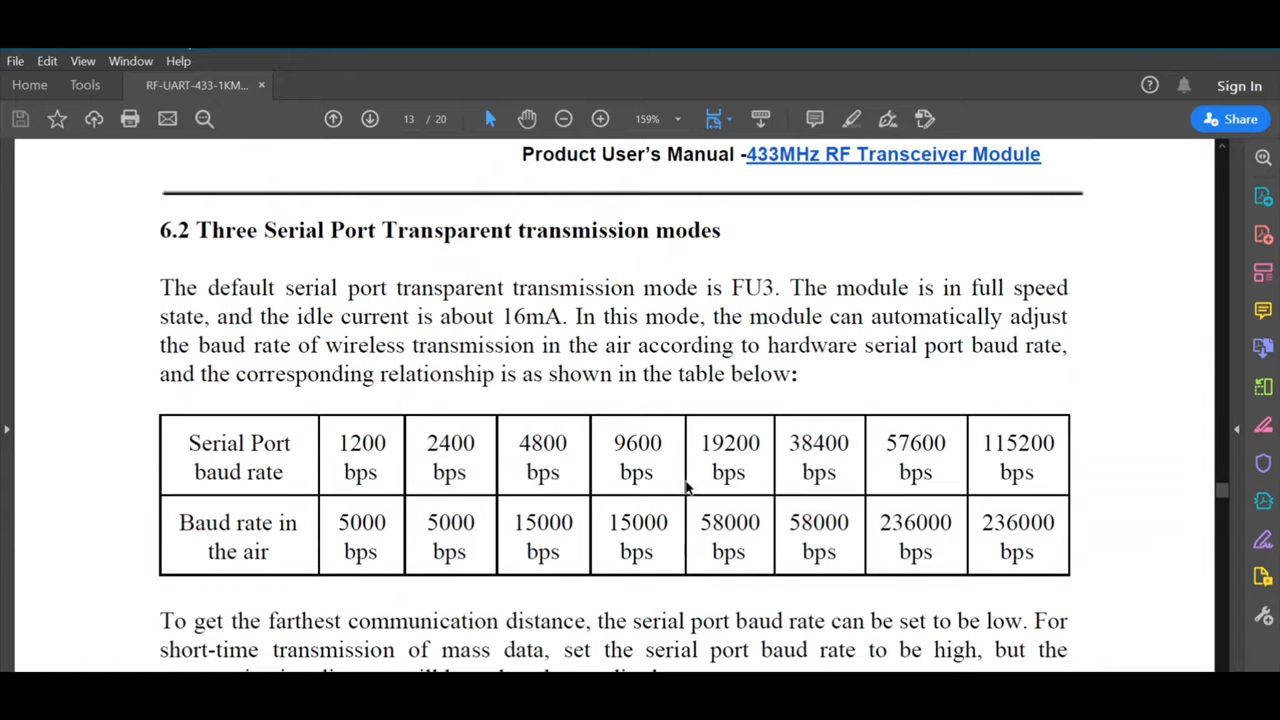 File Edit View Window Help
Home Tools RF-UART-433-1KM... × Sign In
13 / 20 159% Share
Product User's Manual -433MHz RF Transceiver Module
6.2 Three Serial Port Transparent transmission modes
The default serial port transparent transmission mode is FU3. The module is in full speed
state, and the idle current is about 16mA. In this mode, the module can automatically adjust
the baud rate of wireless transmission in the air according to hardware serial port baud rate,
and the corresponding relationship is as shown in the table below:
Serial Port 1200 2400 4800 9600 19200 38400 57600 115200
baud rate bps bps bps bps bps bps bps bps
Baud rate in 5000 5000 15000 15000 58000 58000 236000 236000
the air bps bps bps bps bps bps bps bps
To get the farthest communication distance, the serial port baud rate can be set to be low. For
short-time transmission of mass data, set the serial port baud rate to be high, but the